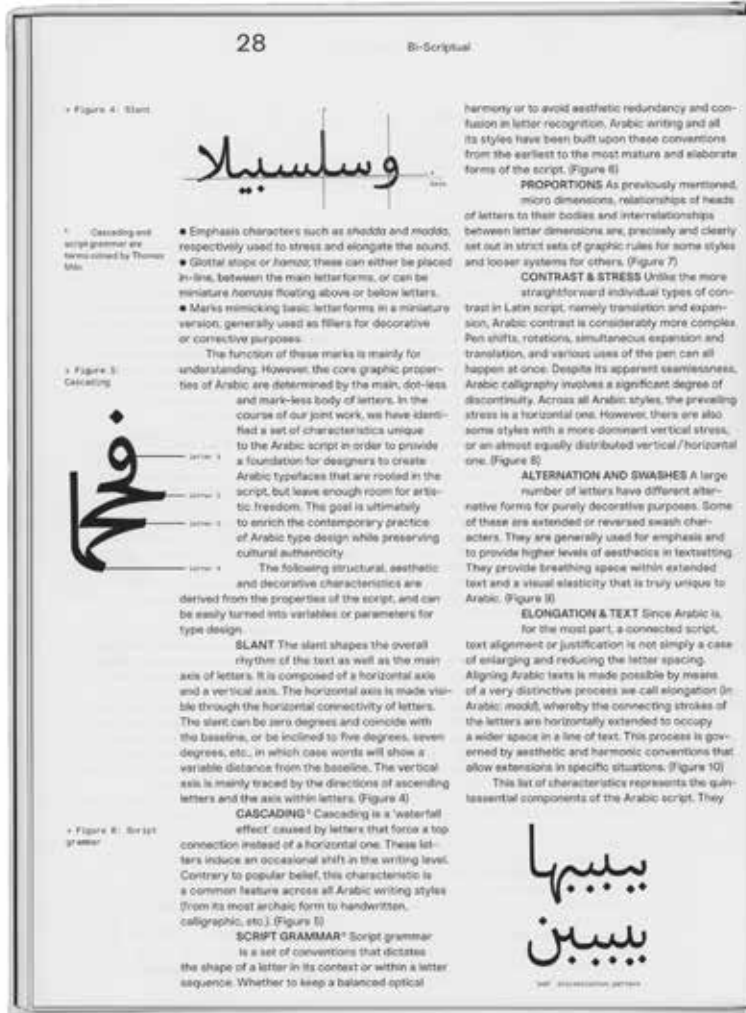 28
Bi-Scriptual
> Figure 4: Slant
وسلسبيلا
Cascading and
script grammar are
terms coined by Thomas
Milo.
● Emphasis characters such as shadda and madda,
respectively used to stress and elongate the sound.
● Glottal stops or hamza; these can either be placed
in-line, between the main letterforms, or can be
miniature hamzas floating above or below letters.
● Marks mimicking basic letterforms in a miniature
version, generally used as fillers for decorative
or corrective purposes.
The function of these marks is mainly for
understanding. However, the core graphic proper-
ties of Arabic are determined by the main, dot-less
and mark-less body of letters. In the
course of our joint work, we have identi-
fied a set of characteristics unique
to the Arabic script in order to provide
a foundation for designers to create
Arabic typefaces that are rooted in the
script, but leave enough room for artis-
tic freedom. The goal is ultimately
to enrich the contemporary practice
of Arabic type design while preserving
cultural authenticity.
The following structural, aesthetic
and decorative characteristics are
derived from the properties of the script, and can
be easily turned into variables or parameters for
type design.
> Figure 5:
Cascading
Letter 1
Letter 2
Letter 3
Letter 4
SLANT The slant shapes the overall
rhythm of the text as well as the main
axis of letters. It is composed of a horizontal axis
and a vertical axis. The horizontal axis is made visi-
ble through the horizontal connectivity of letters.
The slant can be zero degrees and coincide with
the baseline, or be inclined to five degrees, seven
degrees, etc., in which case words will show a
variable distance from the baseline. The vertical
axis is mainly traced by the directions of ascending
letters and the axis within letters. (Figure 4)
CASCADING⁵ Cascading is a 'waterfall
effect' caused by letters that force a top
connection instead of a horizontal one. These let-
ters induce an occasional shift in the writing level.
Contrary to popular belief, this characteristic is
a common feature across all Arabic writing styles
(from its most archaic form to handwritten,
calligraphic, etc.). (Figure 5)
> Figure 6: Script
grammar
SCRIPT GRAMMAR⁵ Script grammar
is a set of conventions that dictates
the shape of a letter in its context or within a letter
sequence. Whether to keep a balanced optical
harmony or to avoid aesthetic redundancy and con-
fusion in letter recognition, Arabic writing and all
its styles have been built upon these conventions
from the earliest to the most mature and elaborate
forms of the script. (Figure 6)
PROPORTIONS As previously mentioned,
micro dimensions, relationships of heads
of letters to their bodies and interrelationships
between letter dimensions are, precisely and clearly
set out in strict sets of graphic rules for some styles
and looser systems for others. (Figure 7)
CONTRAST & STRESS Unlike the more
straightforward individual types of con-
trast in Latin script, namely translation and expan-
sion, Arabic contrast is considerably more complex.
Pen shifts, rotations, simultaneous expansion and
translation, and various uses of the pen can all
happen at once. Despite its apparent seamlessness,
Arabic calligraphy involves a significant degree of
discontinuity. Across all Arabic styles, the prevailing
stress is a horizontal one. However, there are also
some styles with a more dominant vertical stress,
or an almost equally distributed vertical / horizontal
one. (Figure 8)
ALTERNATION AND SWASHES A large
number of letters have different alter-
native forms for purely decorative purposes. Some
of these are extended or reversed swash char-
acters. They are generally used for emphasis and
to provide higher levels of aesthetics in textsetting.
They provide breathing space within extended
text and a visual elasticity that is truly unique to
Arabic. (Figure 9)
ELONGATION & TEXT Since Arabic is,
for the most part, a connected script,
text alignment or justification is not simply a case
of enlarging and reducing the letter spacing.
Aligning Arabic texts is made possible by means
of a very distinctive process we call elongation (in
Arabic: madd), whereby the connecting strokes of
the letters are horizontally extended to occupy
a wider space in a line of text. This process is gov-
erned by aesthetic and harmonic conventions that
allow extensions in specific situations. (Figure 10)
This list of characteristics represents the quin-
tessential components of the Arabic script. They